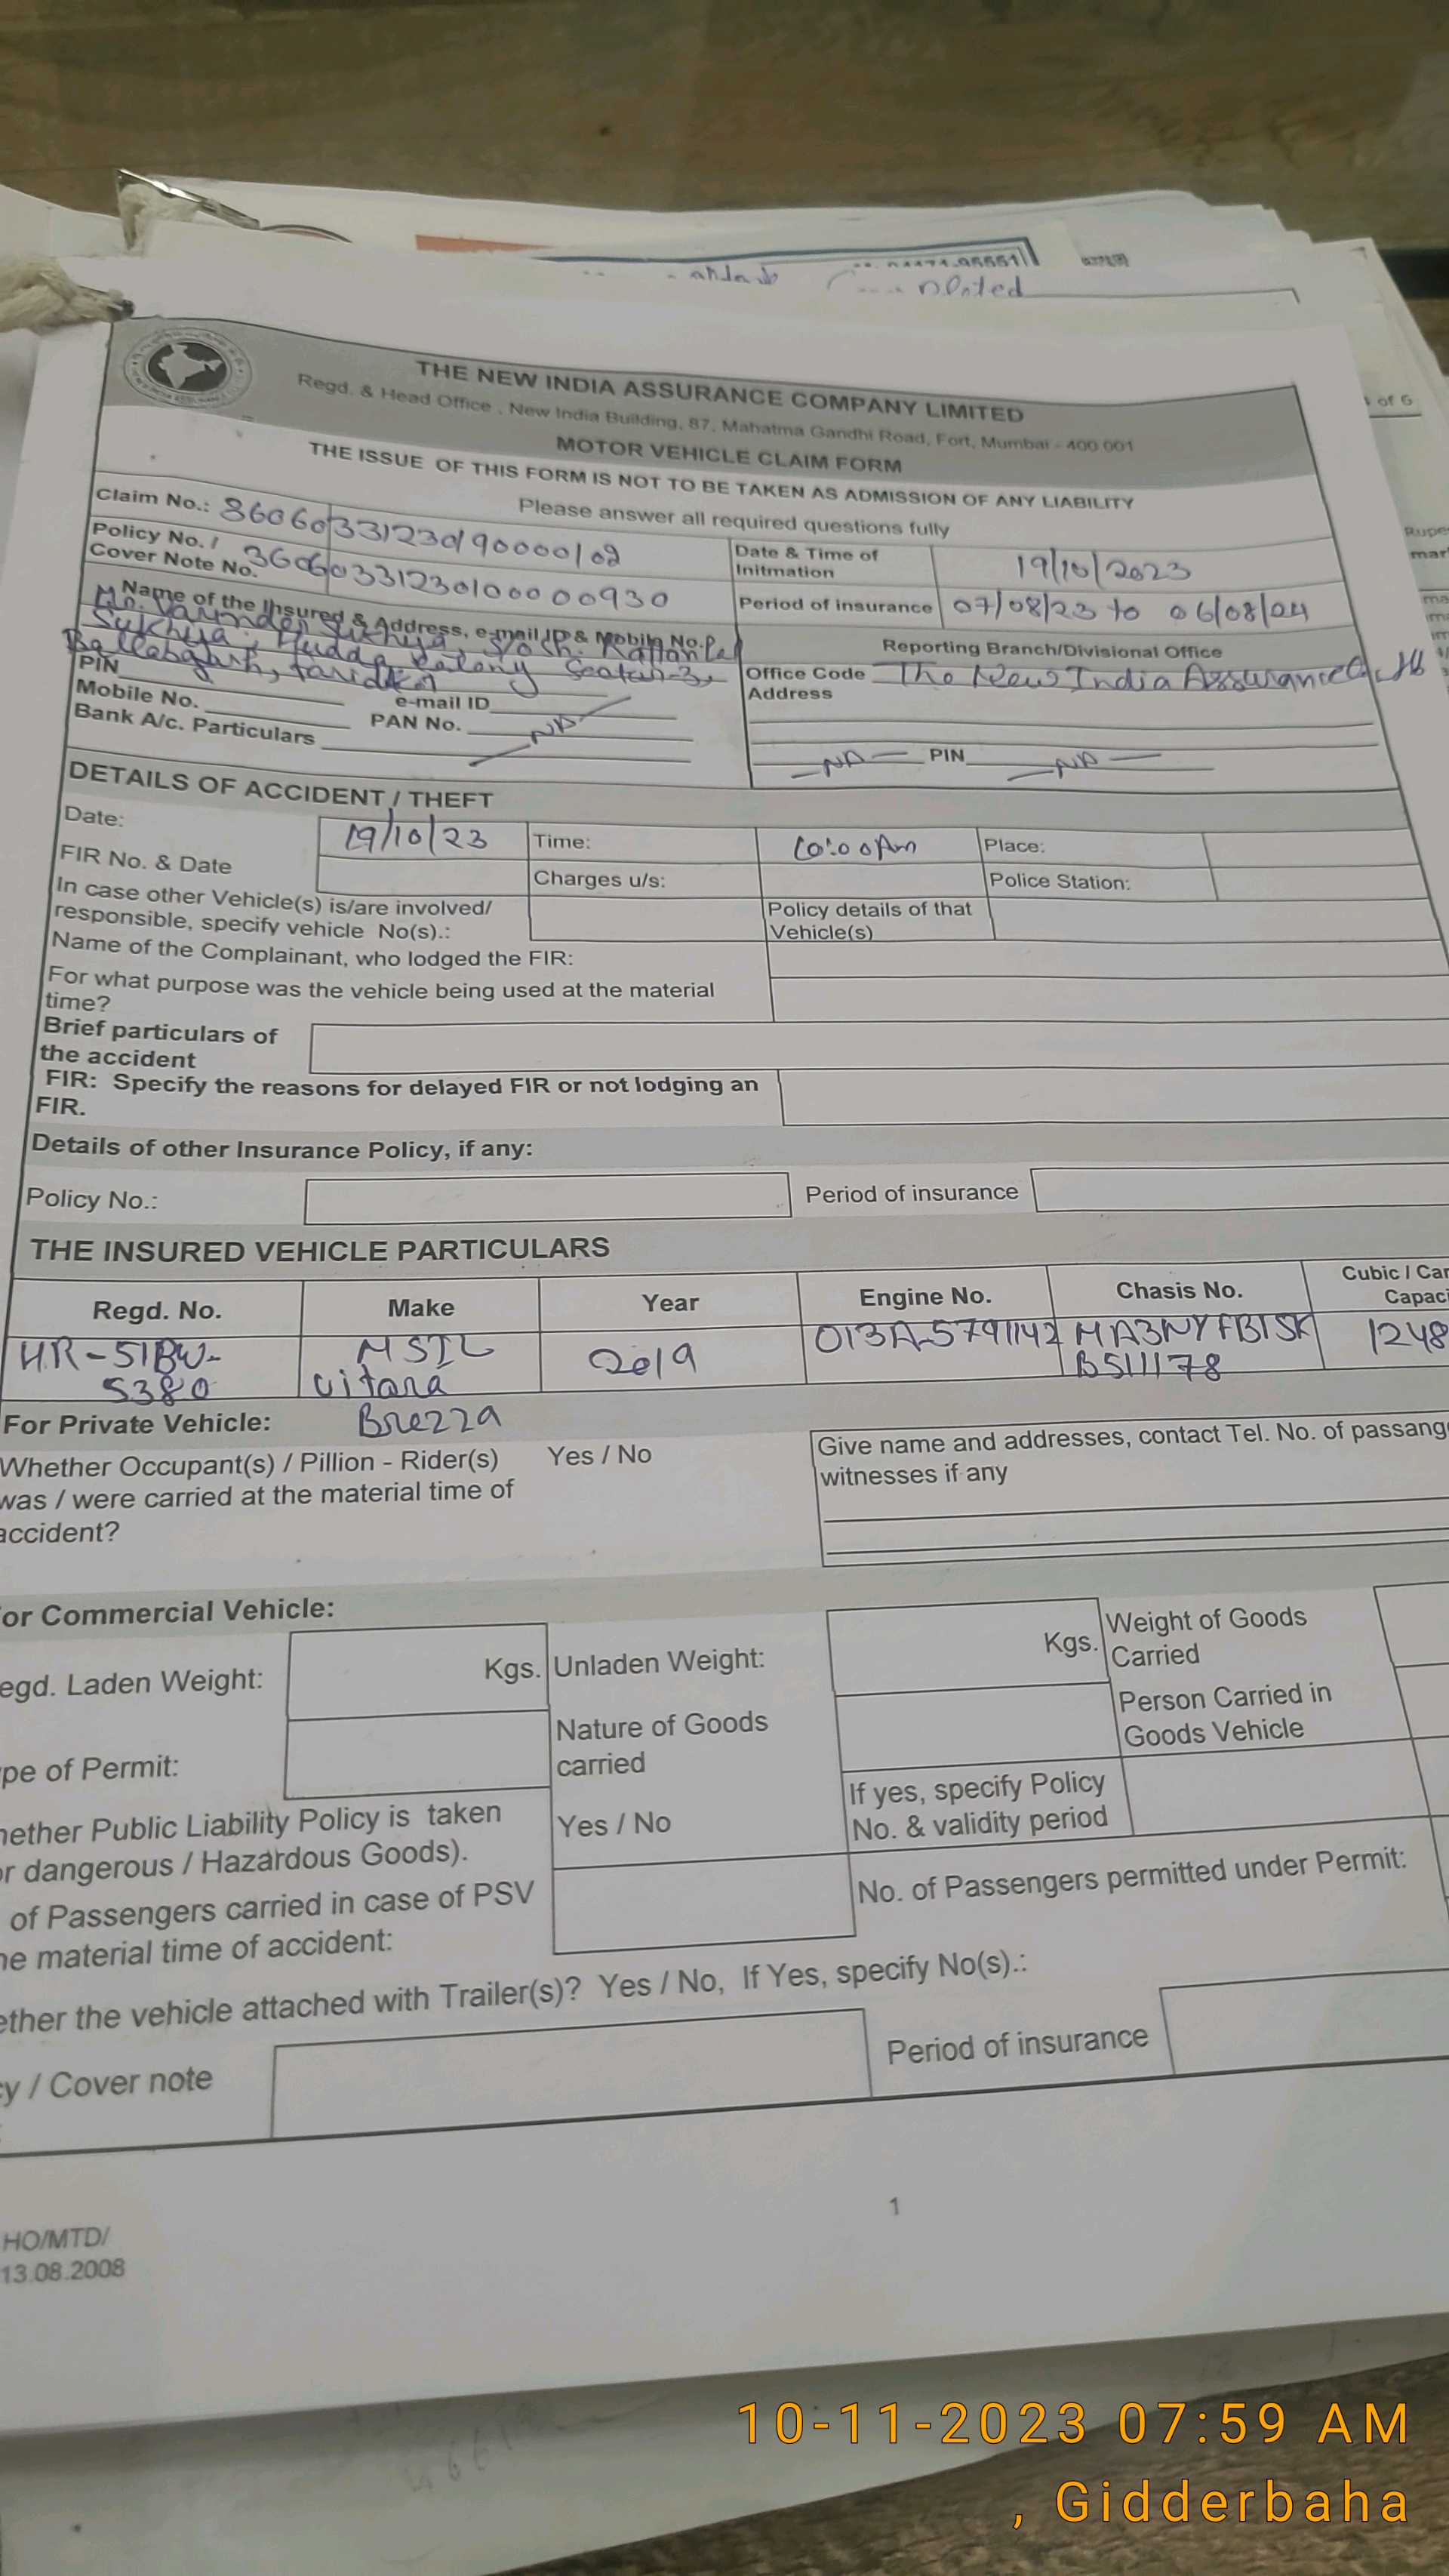 plated
of 6
THE NEW INDIA ASSURANCE COMPANY LIMITED
Regd. & Head Office . New India Building, 87, Mahatma Gandhi Road, Fort, Mumbai - 400 001
MOTOR VEHICLE CLAIM FORM
THE ISSUE OF THIS FORM IS NOT TO BE TAKEN AS ADMISSION OF ANY LIABILITY
Please answer all required questions fully
Claim No.:
Date & Time of Initmation 19/10/2023
Policy No. / Cover Note No. 36060331230100000930
Period of insurance 07/08/23 to 06/08/24
Name of the Insured & Address, e-mail ID & Mobile No.
Mr. Varinder Sukhija, S/o Sh. Rattan Lal
Sukhija, Hudda Colony Sector-3,
Ballabgarh,
Reporting Branch/Divisional Office
Office Code The New India Assurance Co. Ltd
Address
PIN
Mobile No. e-mail ID
Bank A/c. Particulars PAN No. NA
NA PIN NA
DETAILS OF ACCIDENT / THEFT
Date: 19/10/23 Time: 10:00 Am Place:
FIR No. & Date Charges u/s: Police Station:
In case other Vehicle(s) is/are involved/
responsible, specify vehicle No(s).:
Policy details of that
Vehicle(s)
Name of the Complainant, who lodged the FIR:
For what purpose was the vehicle being used at the material
time?
Brief particulars of
the accident
FIR: Specify the reasons for delayed FIR or not lodging an
FIR.
Details of other Insurance Policy, if any:
Policy No.: Period of insurance
THE INSURED VEHICLE PARTICULARS
Regd. No. Make Year Engine No. Chasis No. Cubic / Car
Capaci
HR-51BW- MSIL 2019 013A-5791142 MA3NYFB1SK 1248
5380 Vitara B511178
For Private Vehicle: Brezza
Whether Occupant(s) / Pillion - Rider(s) Yes / No
was / were carried at the material time of
accident?
Give name and addresses, contact Tel. No. of passang
witnesses if any
or Commercial Vehicle:
egd. Laden Weight: Kgs. Unladen Weight: Kgs. Weight of Goods
Carried
pe of Permit: Nature of Goods
carried
Person Carried in
Goods Vehicle
hether Public Liability Policy is taken Yes / No
or dangerous / Hazardous Goods).
If yes, specify Policy
No. & validity period
of Passengers carried in case of PSV
he material time of accident:
No. of Passengers permitted under Permit:
ether the vehicle attached with Trailer(s)? Yes / No, If Yes, specify No(s).:
cy / Cover note Period of insurance
1
HO/MTD/
13.08.2008
10-11-2023 07:59 AM
, Gidderbaha